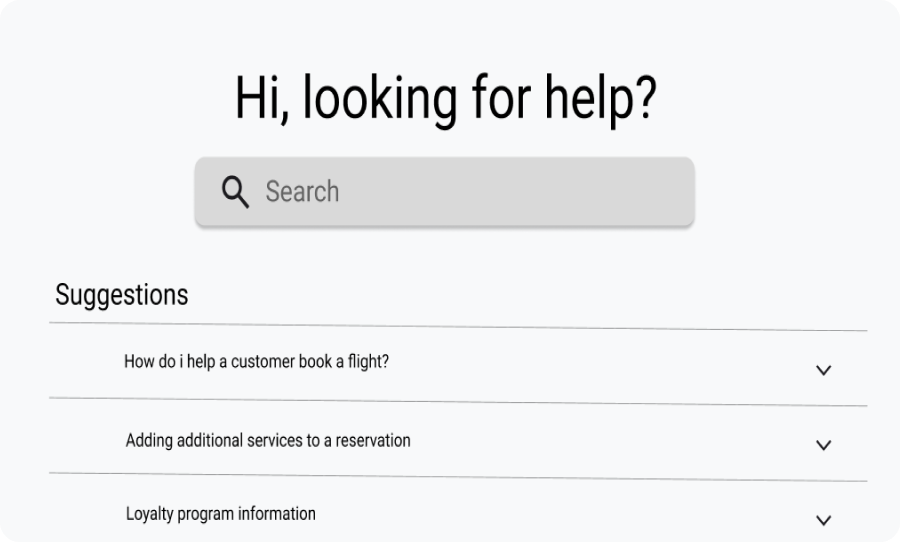 Hi, looking for help?
Search
Suggestions
How do i help a customer book a flight?
Adding additional services to a reservation
Loyalty program information